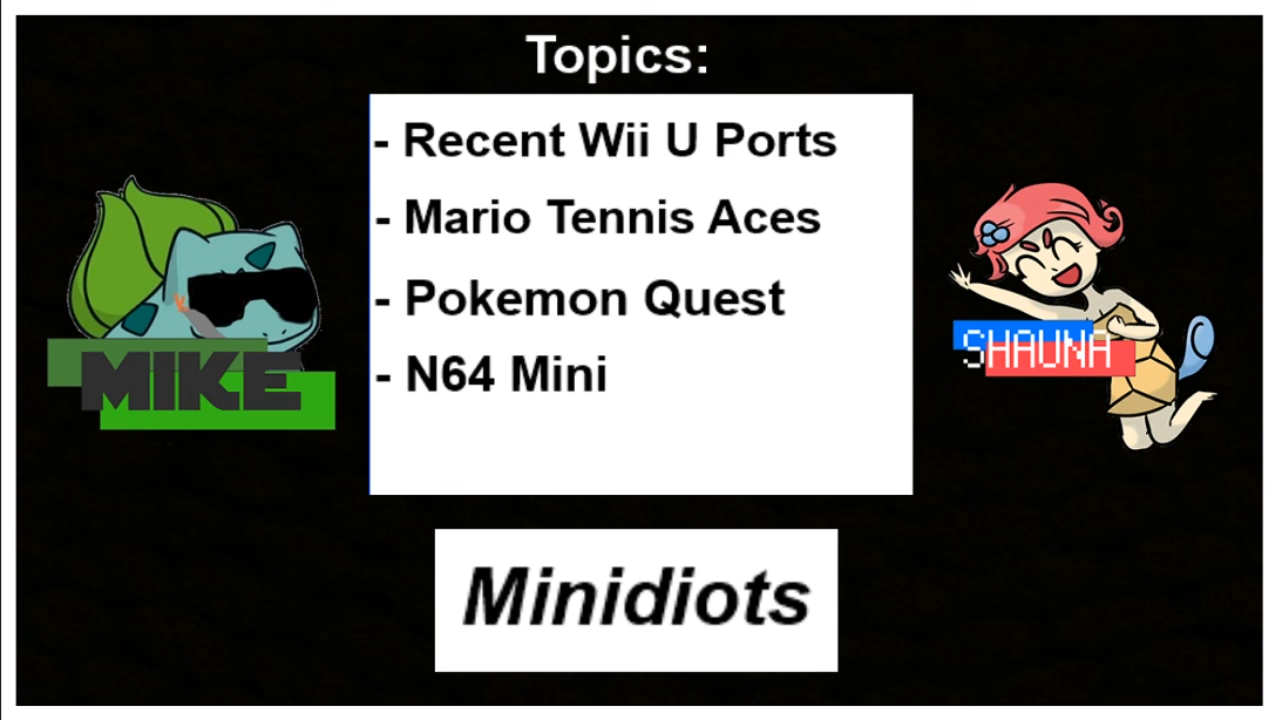 Topics:
- Recent Wii U Ports
- Mario Tennis Aces
- Pokemon Quest
- N64 Mini
MIKE
SHAUNA
Minidiots